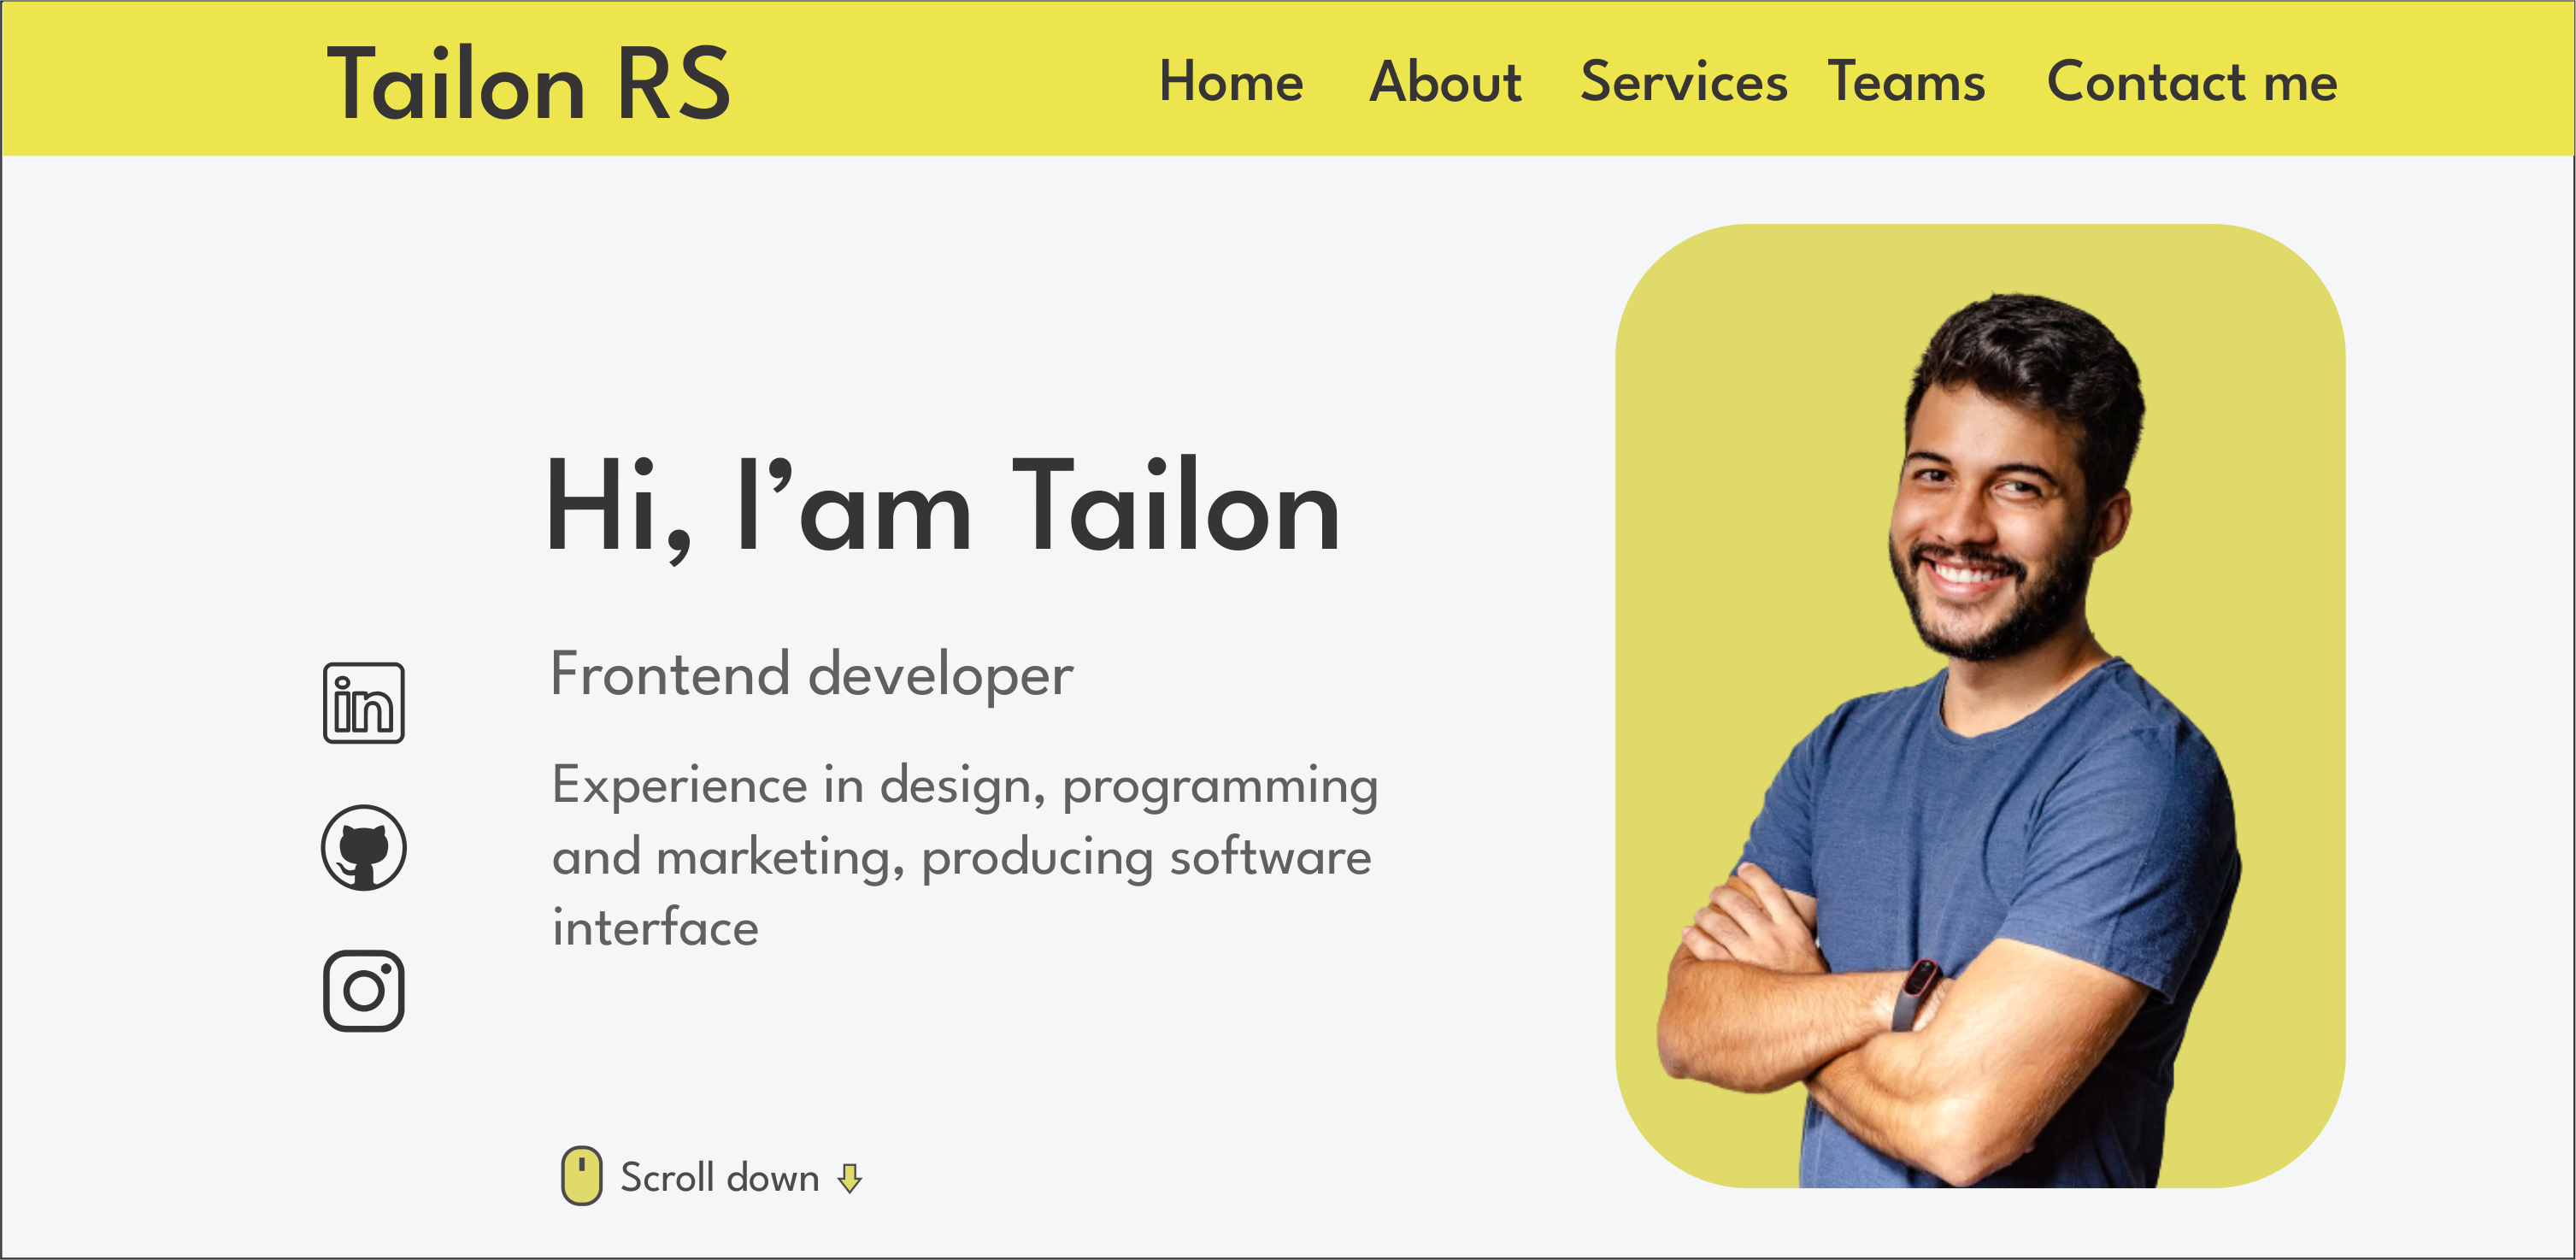 Tailon RS
Home About Services Teams Contact me
Hi, I’am Tailon
Frontend developer
in
Experience in design, programming
and marketing, producing software
interface
Scroll down